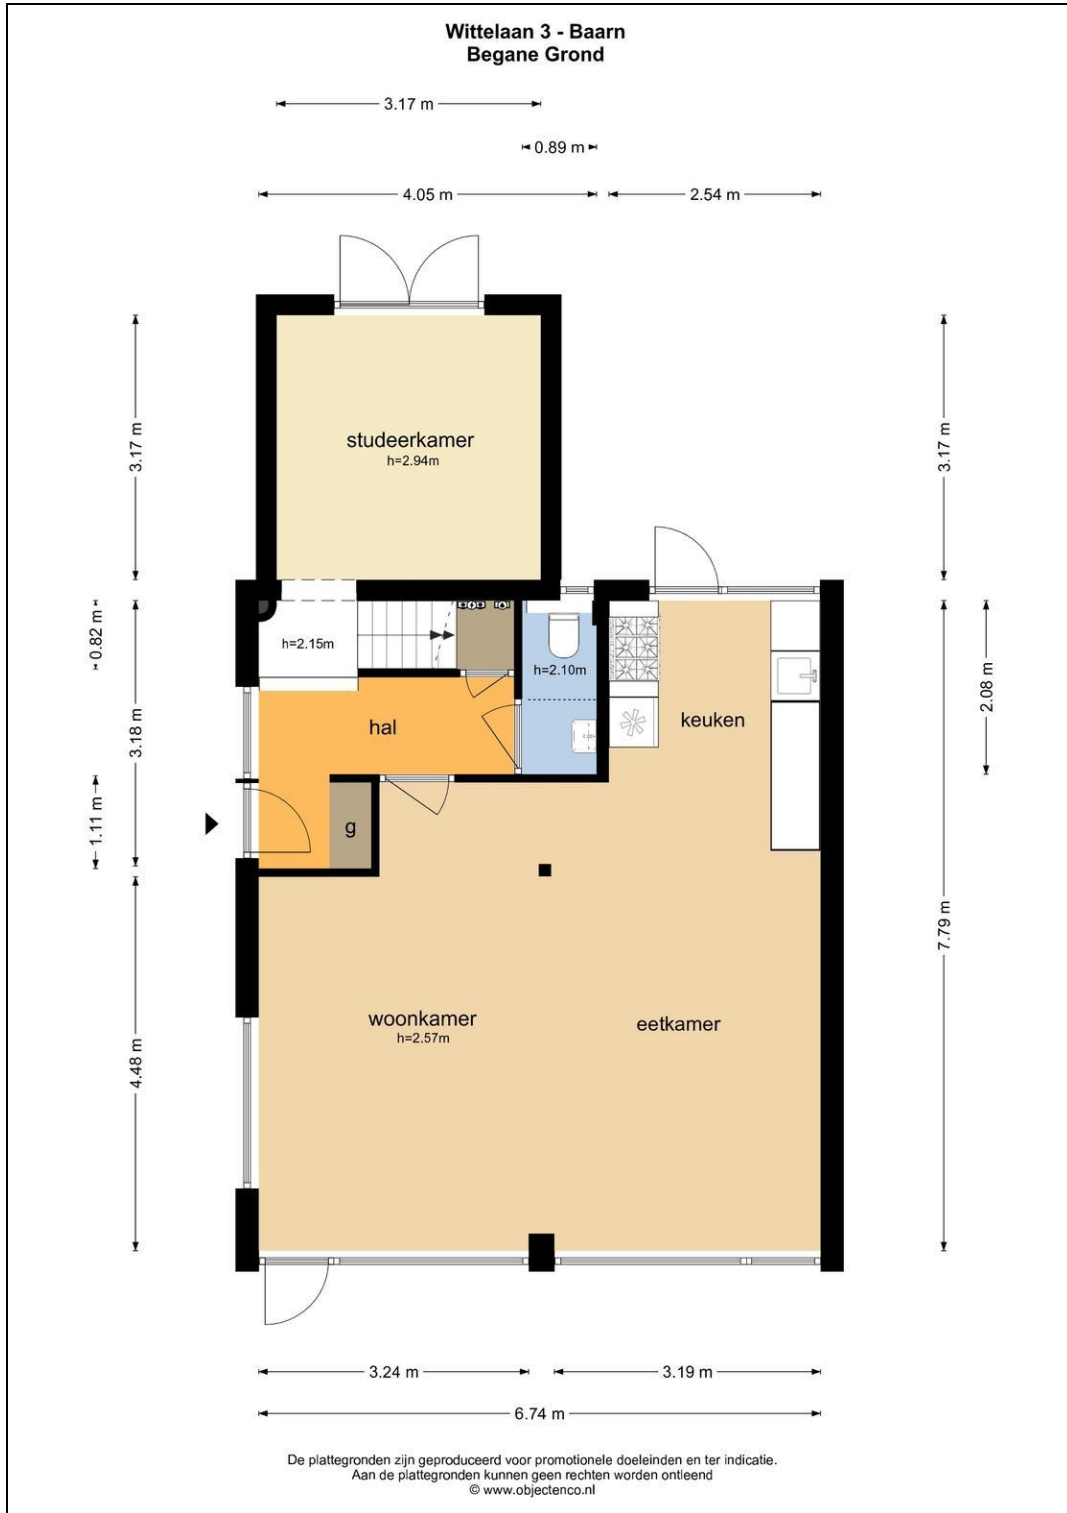 Wittelaan 3 - Baarn
Begane Grond
3.17 m
0.89 m
4.05 m
2.54 m
3.17 m
3.17 m
studeerkamer
h=2.94m
0.82 m
h=2.15m
h=2.10m
2.08 m
hal
keuken
3.18 m
1.11 m
g
7.79 m
woonkamer
h=2.57m
eetkamer
4.48 m
3.24 m
3.19 m
6.74 m
De plattegronden zijn geproduceerd voor promotionele doeleinden en ter indicatie.
Aan de plattegronden kunnen geen rechten worden ontleend
© www.objectenco.nl